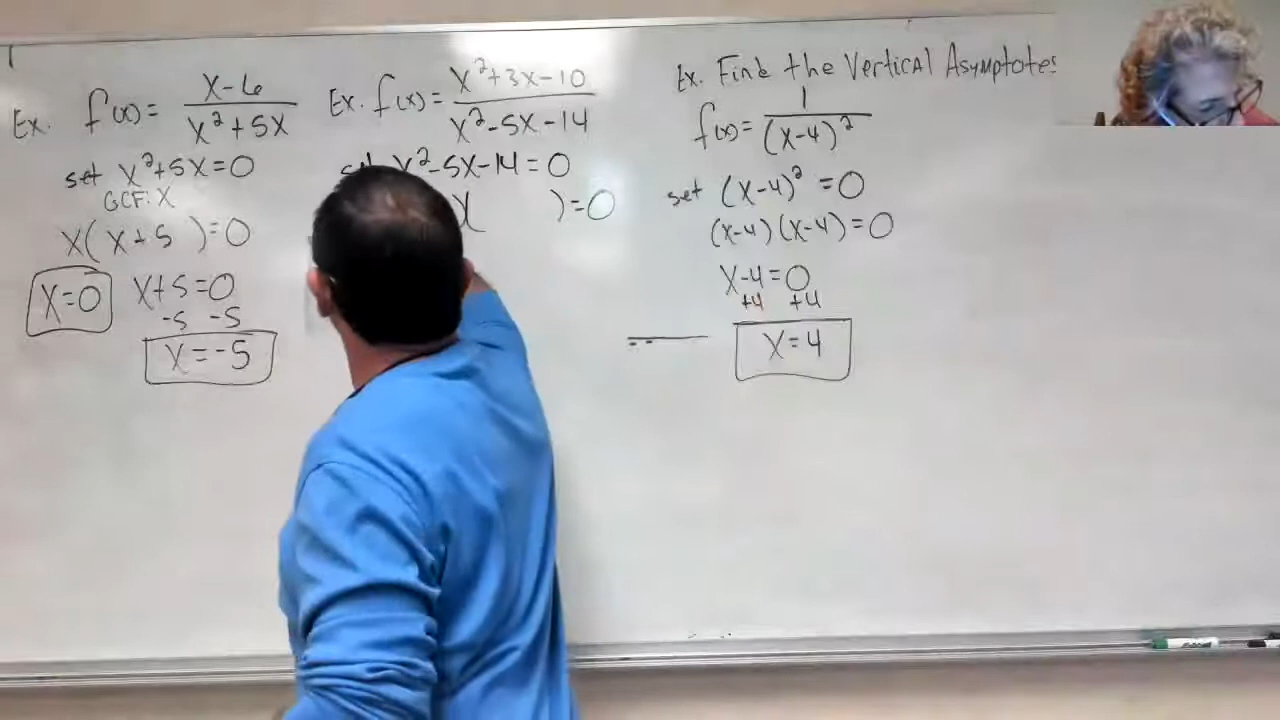 Ex. f(x) = x-6 / x²+5x
set x²+5x=0
GCF: x
x(x+5 )=0
x=0 x+5=0
-5 -5
x=-5
Ex. f(x) = x²+3x-10 / x²-5x-14
x²-5x-14=0
)=0
Ex. Find the Vertical Asymptotes
f(x)= 1 / (x-4)²
set (x-4)²=0
(x-4)(x-4)=0
x-4=0
+4 +4
x=4